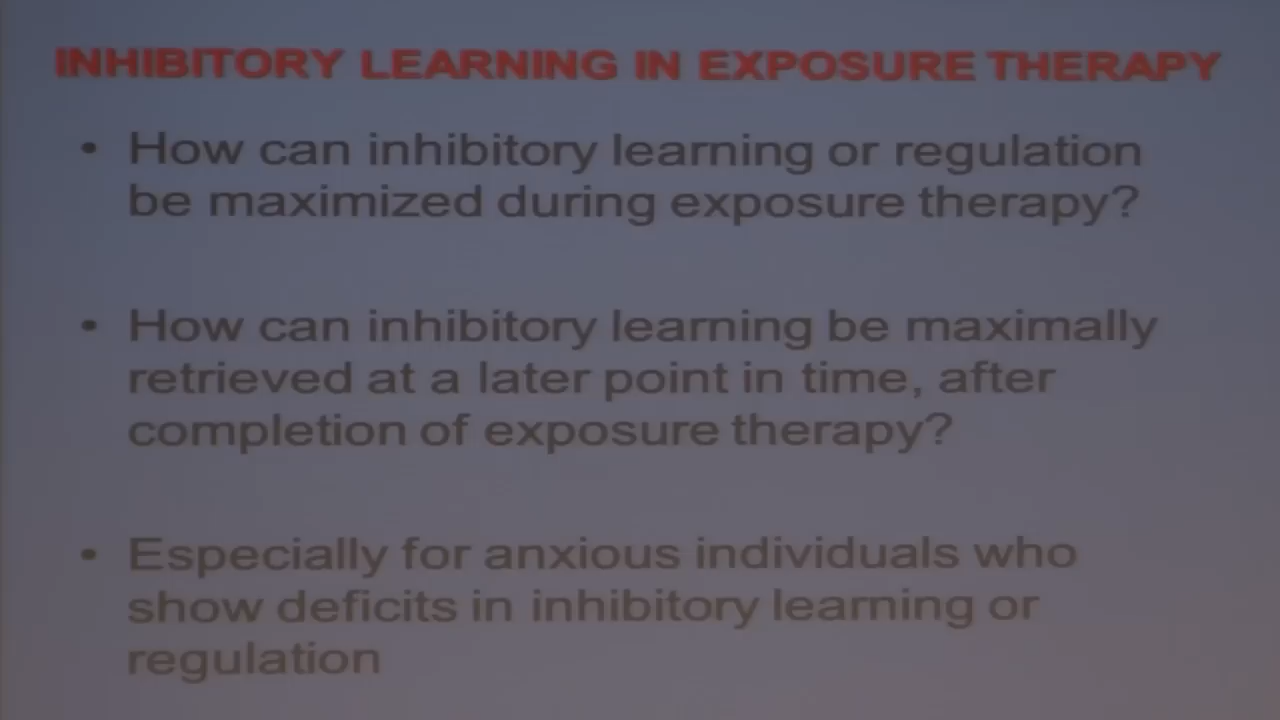 INHIBITORY LEARNING IN EXPOSURE THERAPY
• How can inhibitory learning or regulation
be maximized during exposure therapy?
• How can inhibitory learning be maximally
retrieved at a later point in time, after
completion of exposure therapy?
• Especially for anxious individuals who
show deficits in inhibitory learning or
regulation